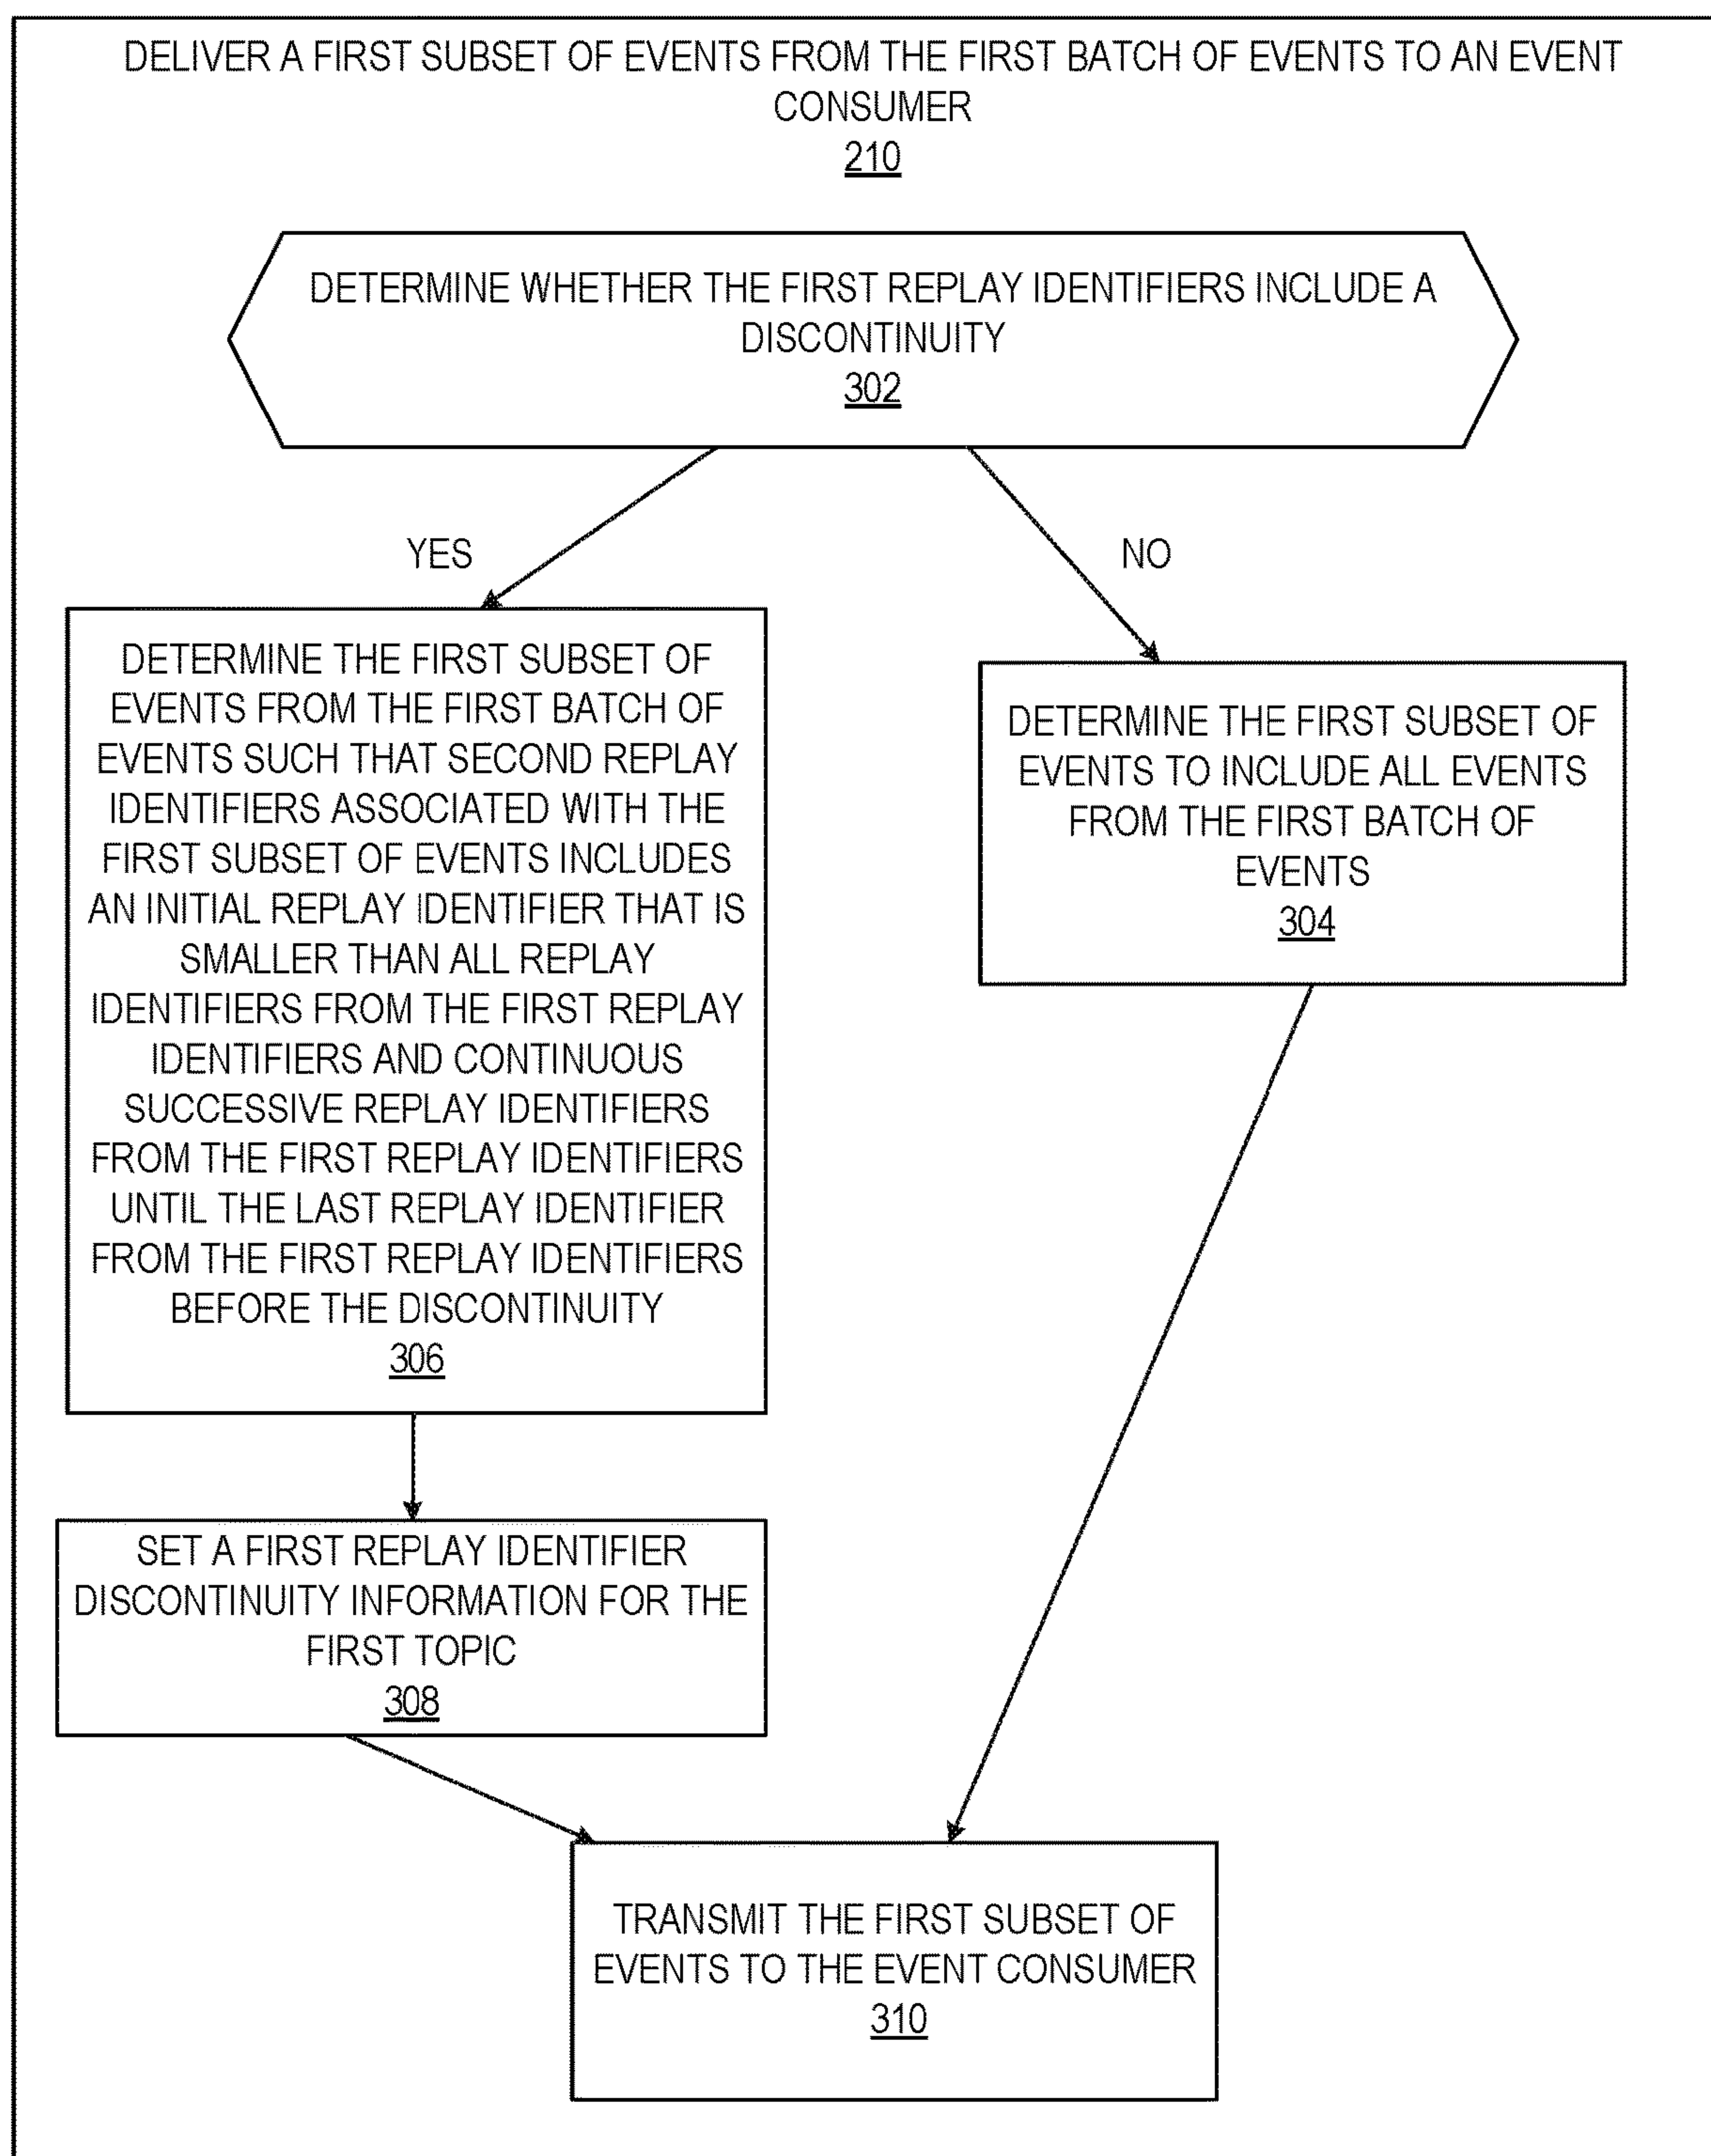 DELIVER A FIRST SUBSET OF EVENTS FROM THE FIRST BATCH OF EVENTS TO AN EVENT
CONSUMER
210
DETERMINE WHETHER THE FIRST REPLAY IDENTIFIERS INCLUDE A
DISCONTINUITY
302
YES
NO
DETERMINE THE FIRST SUBSET OF
EVENTS FROM THE FIRST BATCH OF
EVENTS SUCH THAT SECOND REPLAY
IDENTIFIERS ASSOCIATED WITH THE
FIRST SUBSET OF EVENTS INCLUDES
AN INITIAL REPLAY IDENTIFIER THAT IS
SMALLER THAN ALL REPLAY
IDENTIFIERS FROM THE FIRST REPLAY
IDENTIFIERS AND CONTINUOUS
SUCCESSIVE REPLAY IDENTIFIERS
FROM THE FIRST REPLAY IDENTIFIERS
UNTIL THE LAST REPLAY IDENTIFIER
FROM THE FIRST REPLAY IDENTIFIERS
BEFORE THE DISCONTINUITY
306
DETERMINE THE FIRST SUBSET OF
EVENTS TO INCLUDE ALL EVENTS
FROM THE FIRST BATCH OF
EVENTS
304
SET A FIRST REPLAY IDENTIFIER
DISCONTINUITY INFORMATION FOR THE
FIRST TOPIC
308
TRANSMIT THE FIRST SUBSET OF
EVENTS TO THE EVENT CONSUMER
310